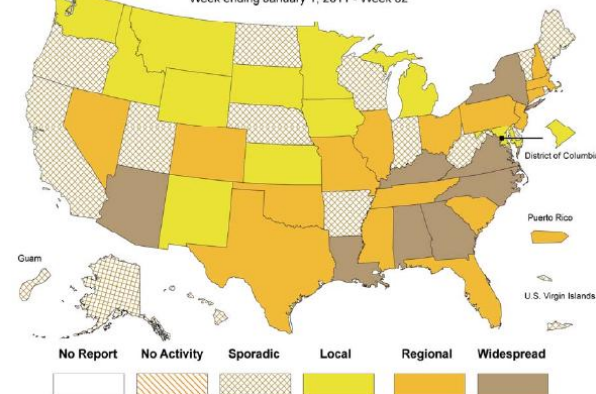 Week ending January 1, 2011 - Week 52
District of Columbi
Puerto Rico
Guam
U.S. Virgin Islands
No Report No Activity Sporadic Local Regional Widespread